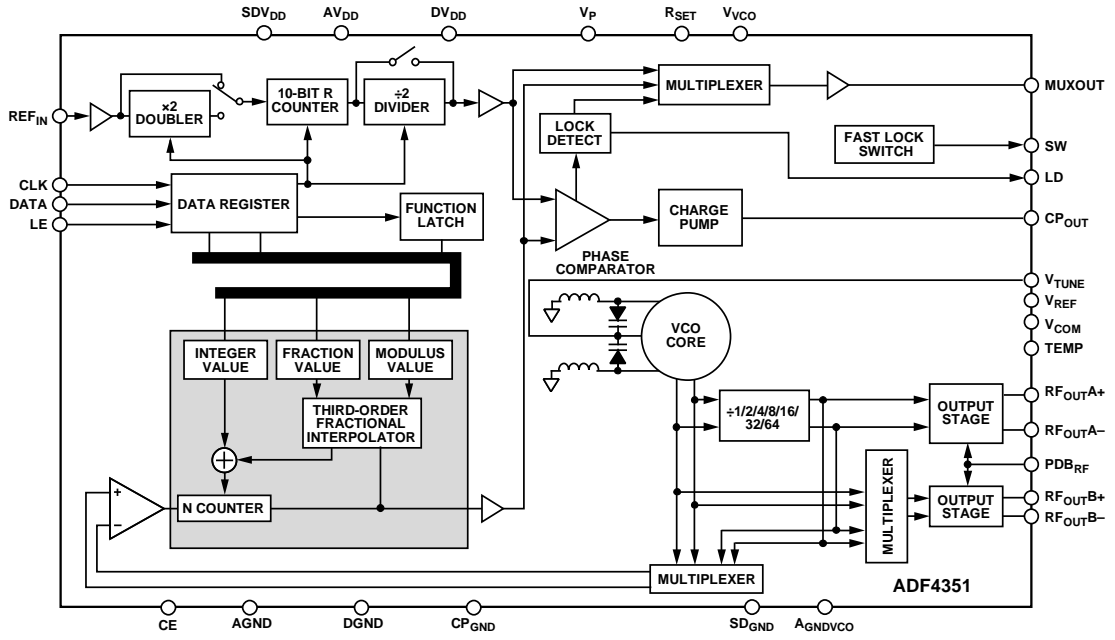 SDVDD
AVDD
DVDD
VP
RSET
VVCO
REFIN
×2
DOUBLER
10-BIT R
COUNTER
÷2
DIVIDER
MULTIPLEXER
MUXOUT
LOCK
DETECT
FAST LOCK
SWITCH
SW
LD
CLK
DATA
LE
DATA REGISTER
FUNCTION
LATCH
CHARGE
PUMP
CPOUT
PHASE
COMPARATOR
VTUNE
VREF
VCOM
TEMP
VCO
CORE
INTEGER
VALUE
FRACTION
VALUE
MODULUS
VALUE
THIRD-ORDER
FRACTIONAL
INTERPOLATOR
÷1/2/4/8/16/
32/64
OUTPUT
STAGE
RFOUTA+
RFOUTA–
PDBRF
+
–
N COUNTER
MULTIPLEXER
OUTPUT
STAGE
RFOUTB+
RFOUTB–
MULTIPLEXER
ADF4351
CE
AGND
DGND
CPGND
SDGND
AGNDVCO